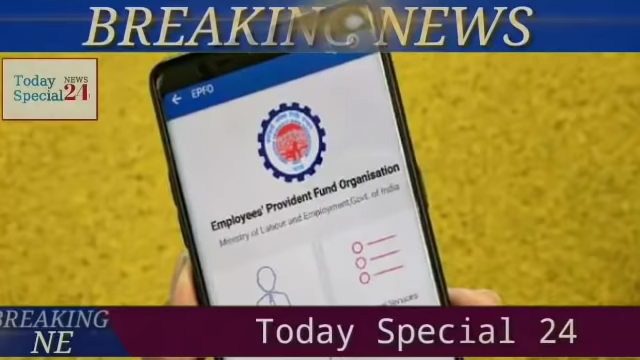 BREAKING NEWS
Today NEWS
Special 24
← EPFO
Employees' Provident Fund Organisation
Ministry of Labour and Employment,Govt. of India
BREAKING
NE
Today Special 24